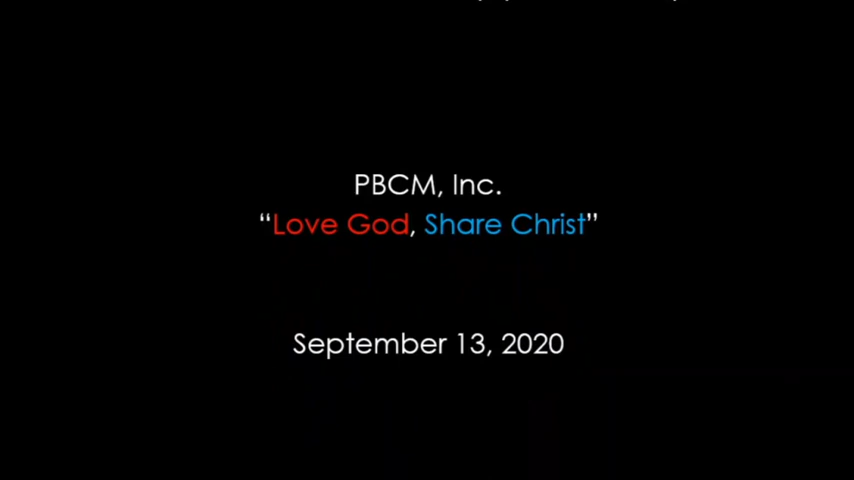 PBCM, Inc.
“Love God, Share Christ”
September 13, 2020